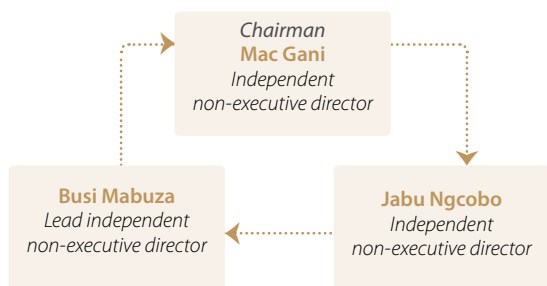 Chairman
Mac Gani
Independent
non-executive director
Busi Mabuza
Lead independent
non-executive director
Jabu Ngcobo
Independent
non-executive director